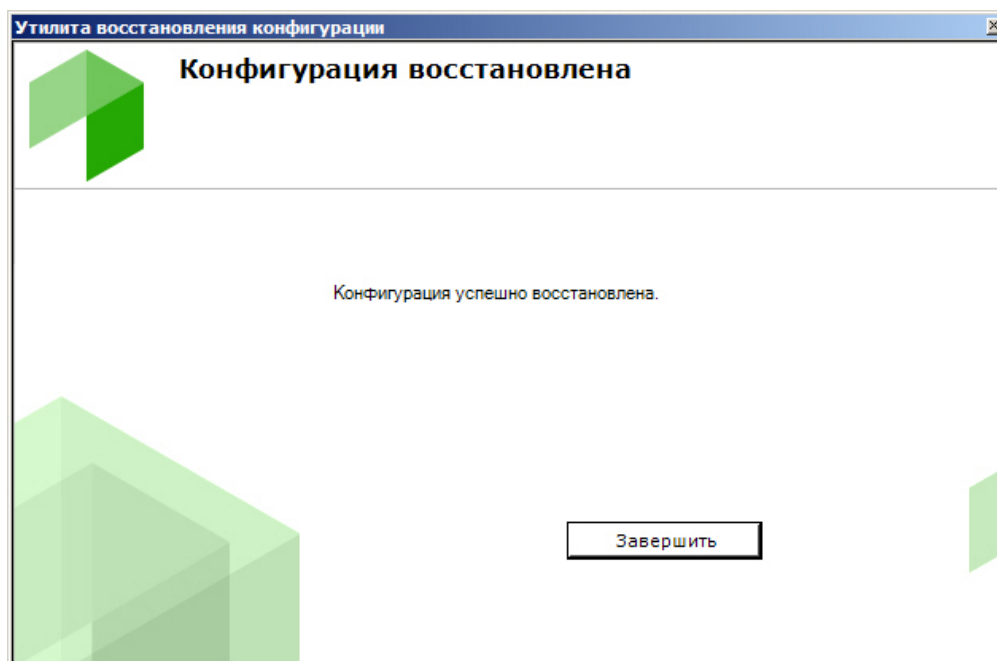 Утилита восстановления конфигурации
Конфигурация восстановлена
Конфигурация успешно восстановлена.
Завершить